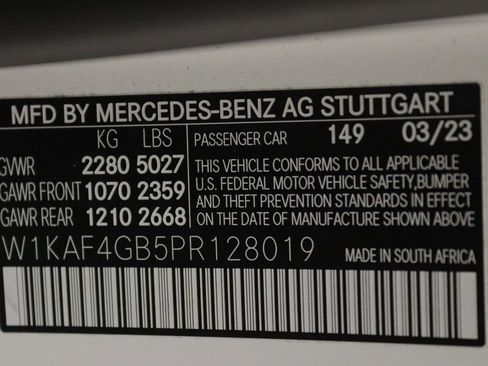 MFD BY MERCEDES-BENZ AG STUTTGART
KG LBS PASSENGER CAR 149 03/23
GVWR 2280 5027
GAWR FRONT 1070 2359
GAWR REAR 1210 2668
THIS VEHICLE CONFORMS TO ALL APPLICABLE
U.S. FEDERAL MOTOR VEHICLE SAFETY,BUMPER
AND THEFT PREVENTION STANDARDS IN EFFECT
ON THE DATE OF MANUFACTURE SHOWN ABOVE.
W1KAF4GB5PR128019
MADE IN SOUTH AFRICA